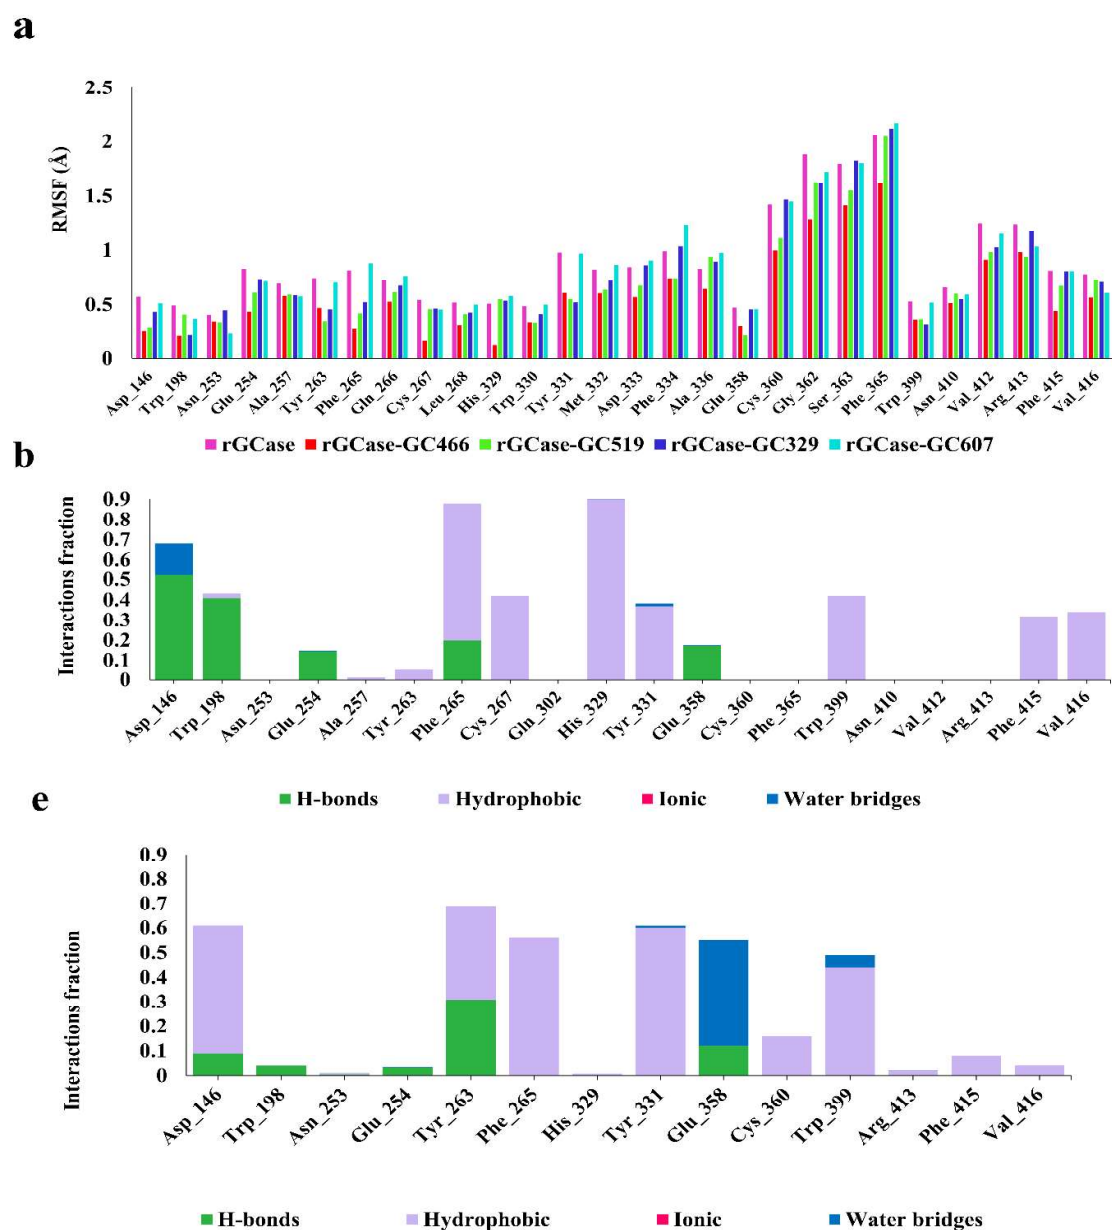 a
2.5
2
1.5
1
0.5
0
RMSF (Å)
Asp_146 Trp_198 Asn_253 Glu_254 Ala_257 Tyr_263 Phe_265 Gln_266 Cys_267 Leu_268 His_329 Trp_330 Tyr_331 Met_332 Asp_333 Phe_334 Ala_336 Glu_358 Cys_360 Gly_362 Ser_363 Phe_365 Trp_399 Asn_410 Val_412 Arg_413 Phe_415 Val_416
rGCase rGCase-GC466 rGCase-GC519 rGCase-GC329 rGCase-GC607
b
0.9
0.8
0.7
0.6
0.5
0.4
0.3
0.2
0.1
0
Interactions fraction
Asp_146 Trp_198 Asn_253 Glu_254 Ala_257 Tyr_263 Phe_265 Cys_267 Gln_302 His_329 Tyr_331 Glu_358 Cys_360 Phe_365 Trp_399 Asn_410 Val_412 Arg_413 Phe_415 Val_416
H-bonds Hydrophobic Ionic Water bridges
e
0.9
0.8
0.7
0.6
0.5
0.4
0.3
0.2
0.1
0
Interactions fraction
Asp_146 Trp_198 Asn_253 Glu_254 Tyr_263 Phe_265 His_329 Tyr_331 Glu_358 Cys_360 Trp_399 Arg_413 Phe_415 Val_416
H-bonds Hydrophobic Ionic Water bridges